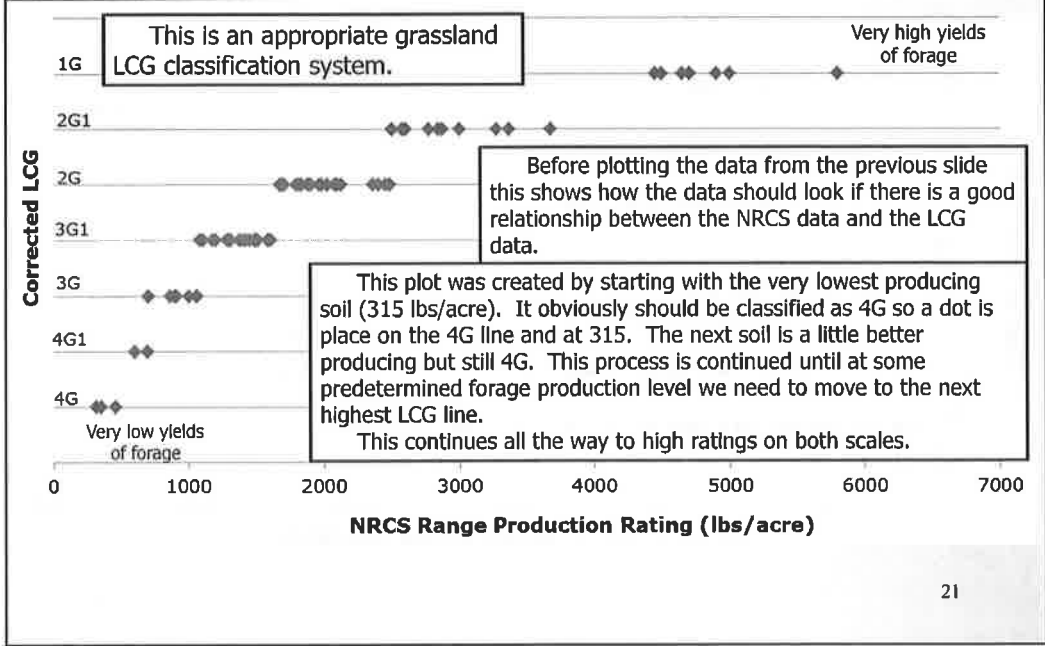 This is an appropriate grassland
LCG classification system.
Very high yields
of forage
1G
2G1
2G
3G1
3G
4G1
4G
Corrected LCG
Before plotting the data from the previous slide
this shows how the data should look if there is a good
relationship between the NRCS data and the LCG
data.
This plot was created by starting with the very lowest producing
soil (315 lbs/acre). It obviously should be classified as 4G so a dot is
place on the 4G line and at 315. The next soil is a little better
producing but still 4G. This process is continued until at some
predetermined forage production level we need to move to the next
highest LCG line.
This continues all the way to high ratings on both scales.
Very low yields
of forage
0 1000 2000 3000 4000 5000 6000 7000
NRCS Range Production Rating (lbs/acre)
21